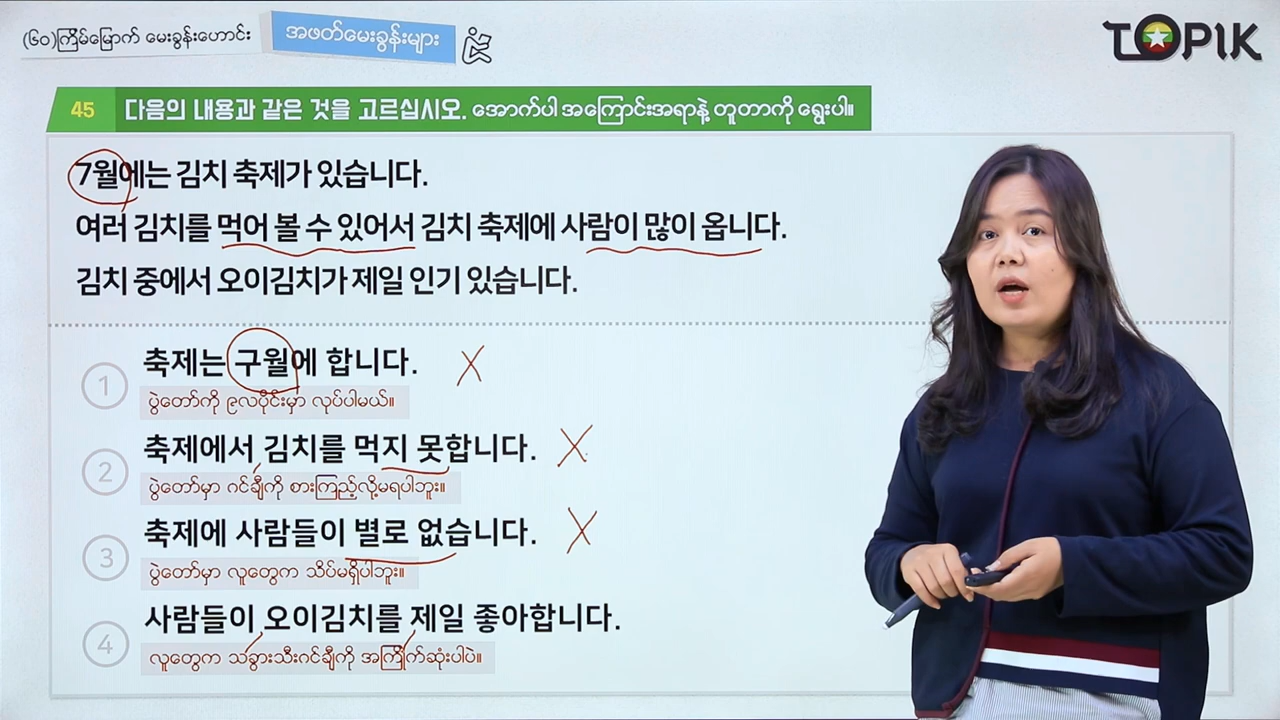 (၆၀)ကြိမ်မြောက် မေးခွန်းဟောင်း
အဖတ်မေးခွန်းများ
TOPIK
45 다음의 내용과 같은 것을 고르십시오. အောက်ပါ အကြောင်းအရာနဲ့ တူတာကို ရွေးပါ။
7월에는 김치 축제가 있습니다.
여러 김치를 먹어 볼 수 있어서 김치 축제에 사람이 많이 옵니다.
김치 중에서 오이김치가 제일 인기 있습니다.
1 축제는 구월에 합니다.
ပွဲတော်ကို ၉လပိုင်းမှာ လုပ်ပါမယ်။
2 축제에서 김치를 먹지 못합니다.
ပွဲတော်မှာ ဂင်ချီကို စားကြည့်လို့မရပါဘူး။
3 축제에 사람들이 별로 없습니다.
ပွဲတော်မှာ လူတွေက သိပ်မရှိပါဘူး။
4 사람들이 오이김치를 제일 좋아합니다.
လူတွေက သခွားသီးဂင်ချီကို အကြိုက်ဆုံးပါပဲ။